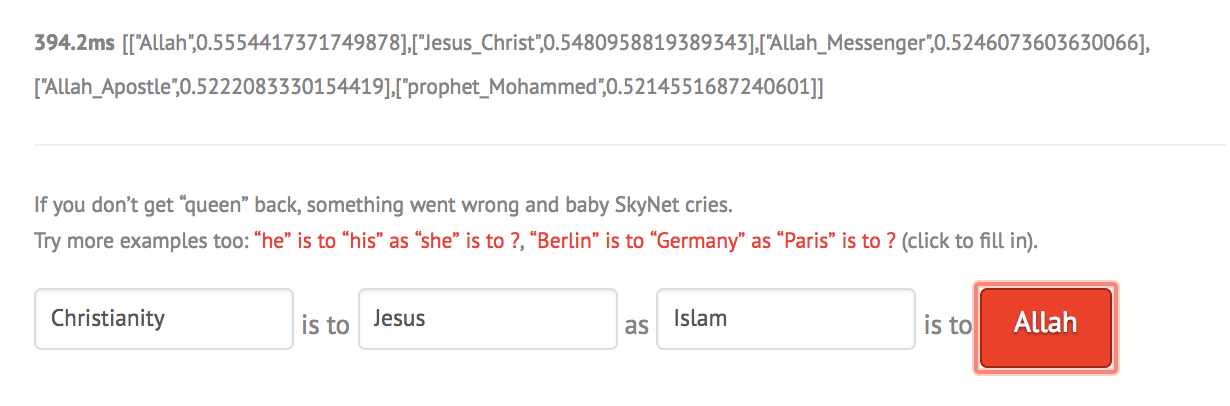 394.2ms [["Allah",0.5554417371749878],["Jesus_Christ",0.5480958819389343],["Allah_Messenger",0.5246073603630066],
["Allah_Apostle",0.5222083330154419],["prophet_Mohammed",0.5214551687240601]]
If you don’t get “queen” back, something went wrong and baby SkyNet cries.
Try more examples too: “he” is to “his” as “she” is to ?, “Berlin” is to “Germany” as “Paris” is to ? (click to fill in).
Christianity is to Jesus as Islam is to Allah